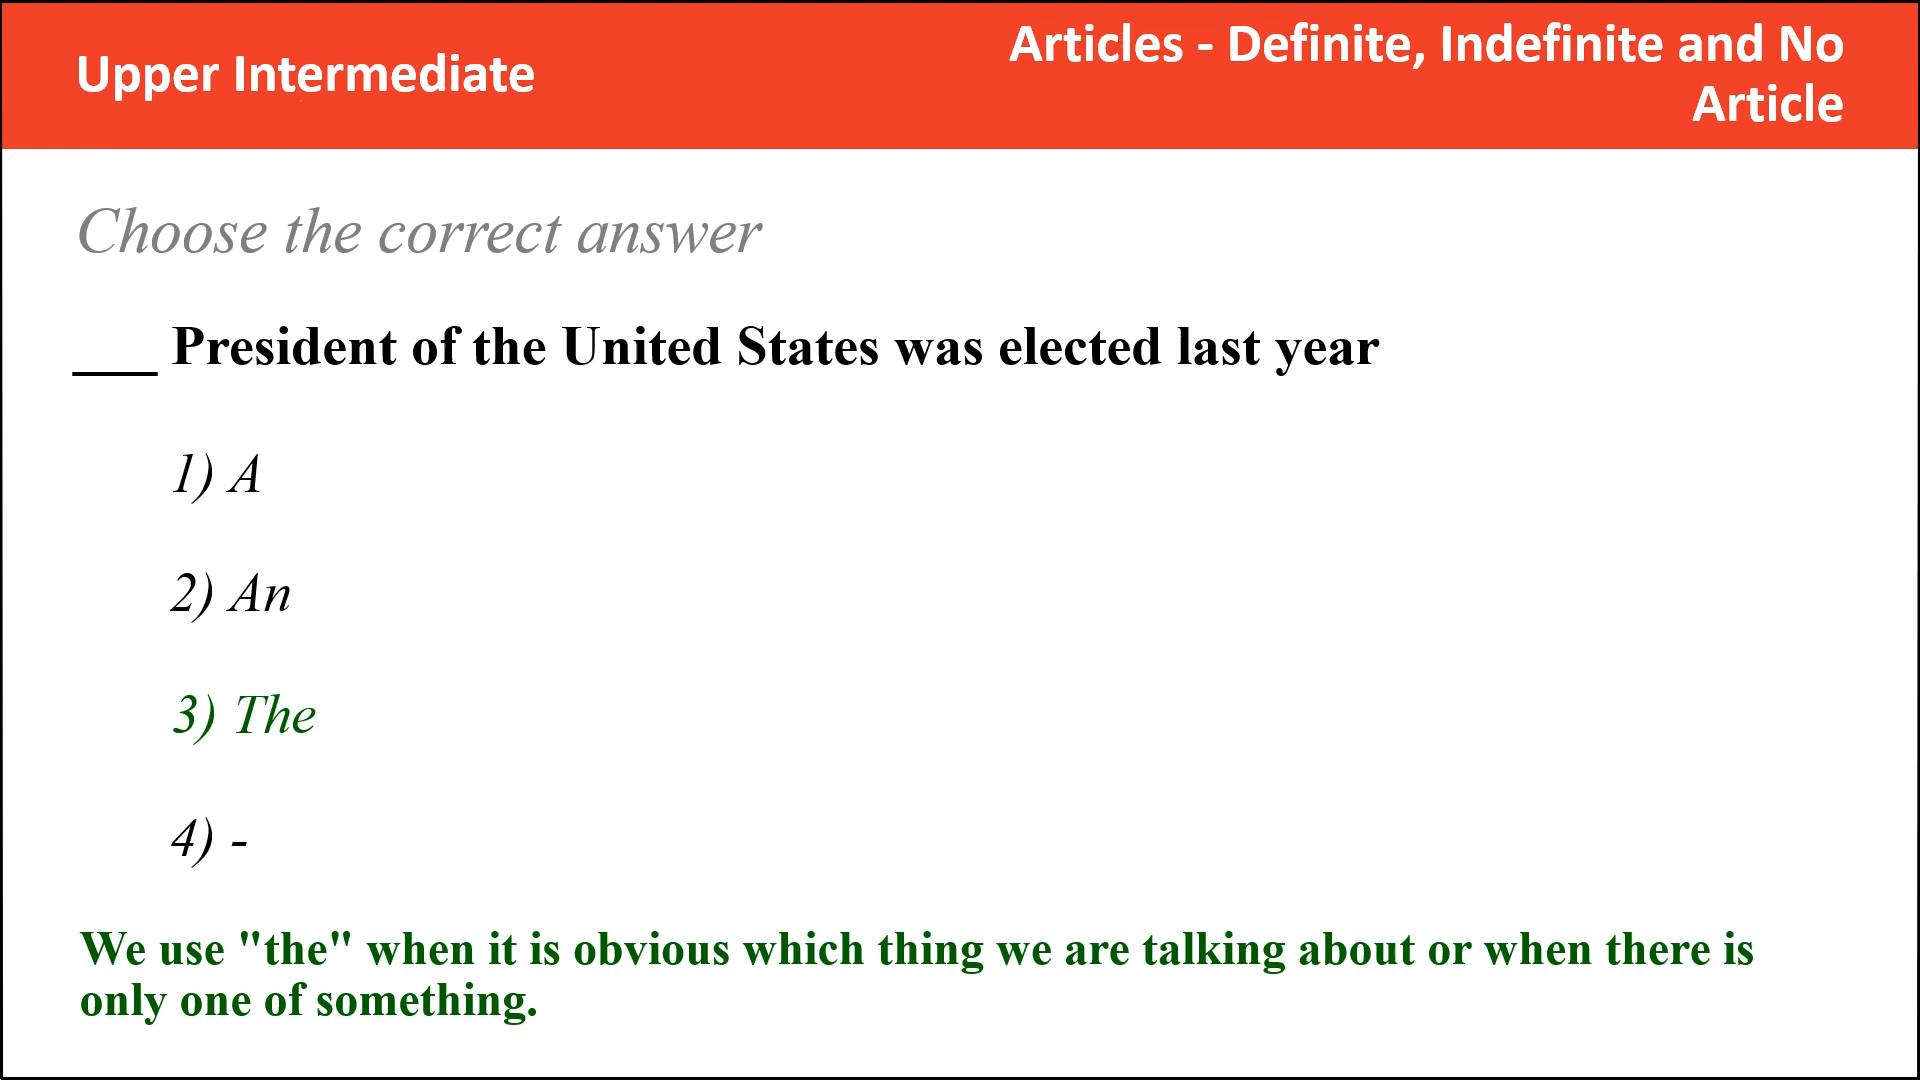 Upper Intermediate
Articles - Definite, Indefinite and No
Article
Choose the correct answer
___ President of the United States was elected last year
1) A
2) An
3) The
4) -
We use "the" when it is obvious which thing we are talking about or when there is
only one of something.